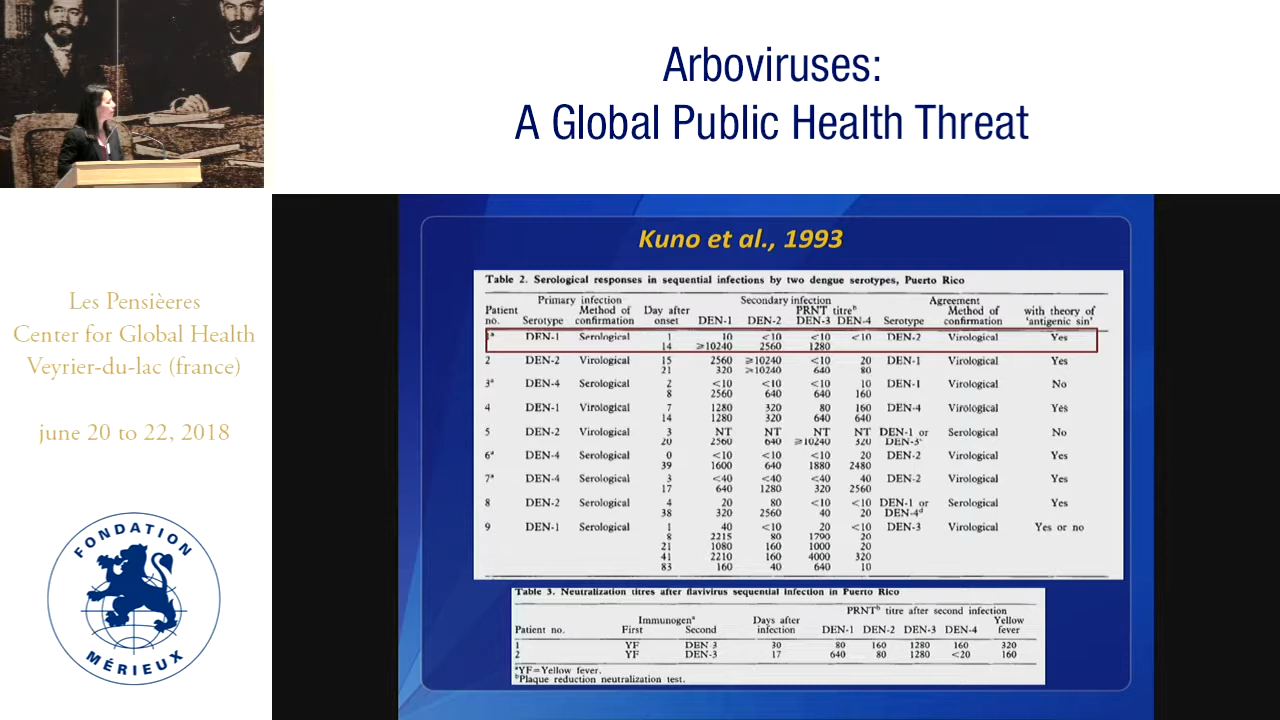 Arboviruses:
A Global Public Health Threat
Les Pensièeres
Center for Global Health
Veyrier-du-lac (france)
june 20 to 22, 2018
FONDATION
MÉRIEUX
Kuno et al., 1993
Table 2. Serological responses in sequential infections by two dengue serotypes, Puerto Rico
Primary infection Secondary infection Agreement
Patient Method of Day after PRNT titreᵇ Method of with theory of
no. Serotype confirmation onset DEN-1 DEN-2 DEN-3 DEN-4 Serotype confirmation 'antigenic sin'
1ᵃ DEN-1 Serological 1 10 <10 <10 <10 DEN-2 Virological Yes
14 ≥10240 2560 1280
2 DEN-2 Virological 15 2560 ≥10240 <10 20 DEN-1 Virological Yes
21 320 ≥10240 640 80
3ᵃ DEN-4 Serological 2 <10 <10 <10 10 DEN-1 Virological No
8 2560 640 640 160
4 DEN-1 Virological 7 1280 320 80 160 DEN-4 Virological Yes
14 1280 320 640 640
5 DEN-2 Virological 3 NT NT NT NT DEN-1 or Serological No
20 2560 640 ≥10240 320 DEN-3ᶜ
6ᵃ DEN-4 Serological 0 <10 <10 <10 20 DEN-2 Virological Yes
39 1600 640 1880 2480
7ᵃ DEN-4 Serological 3 <40 <40 <40 40 DEN-2 Virological Yes
17 640 1280 320 2560
8 DEN-2 Serological 4 20 80 <10 <10 DEN-1 or Serological Yes
38 320 2560 40 20 DEN-4ᵈ
9 DEN-1 Serological 1 40 <10 20 <10 DEN-3 Virological Yes or no
8 2215 80 1790 20
21 1080 160 1000 20
41 2210 160 4000 320
83 160 40 640 10
Table 3. Neutralization titres after flavivirus sequential infection in Puerto Rico
PRNTᵇ titre after second infection
Immunogenᵃ Days after Yellow
Patient no. First Second infection DEN-1 DEN-2 DEN-3 DEN-4 fever
1 YF DEN-3 30 80 160 1280 160 320
2 YF DEN-3 17 640 80 1280 <20 160
ᵃYF=Yellow fever.
ᵇPlaque reduction neutralization test.